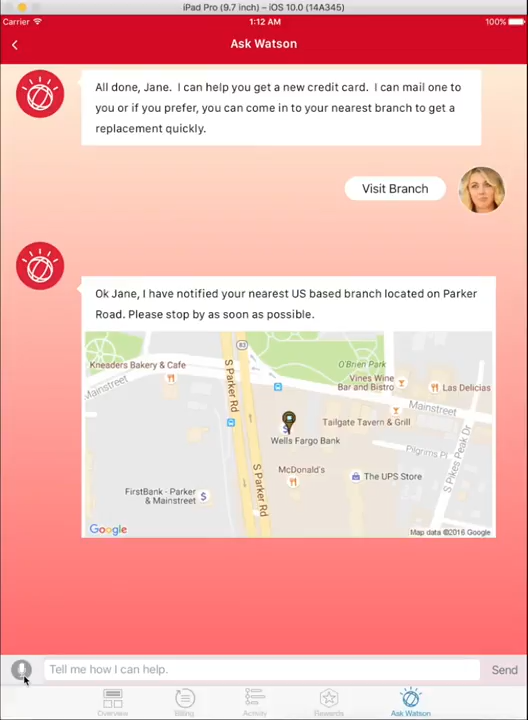 iPad Pro (9.7 inch) – iOS 10.0 (14A345)
Carrier 1:12 AM 100%
Ask Watson
All done, Jane. I can help you get a new credit card. I can mail one to
you or if you prefer, you can come in to your nearest branch to get a
replacement quickly.
Visit Branch
Ok Jane, I have notified your nearest US based branch located on Parker
Road. Please stop by as soon as possible.
83
O'Brien Park
Kneaders Bakery & Cafe
Mainstreet
S Parker Rd
Vines Wine
Bar and Bistro
Las Delicias
Mainstreet
Tailgate Tavern & Grill
Wells Fargo Bank
Pilgrims Pl
S Pikes Peak Dr
McDonald's
The UPS Store
S Parker Rd
FirstBank - Parker
& Mainstreet
Google
Map data ©2016 Google
Tell me how I can help.
Send
Overview
Billing
Activity
Rewards
Ask Watson